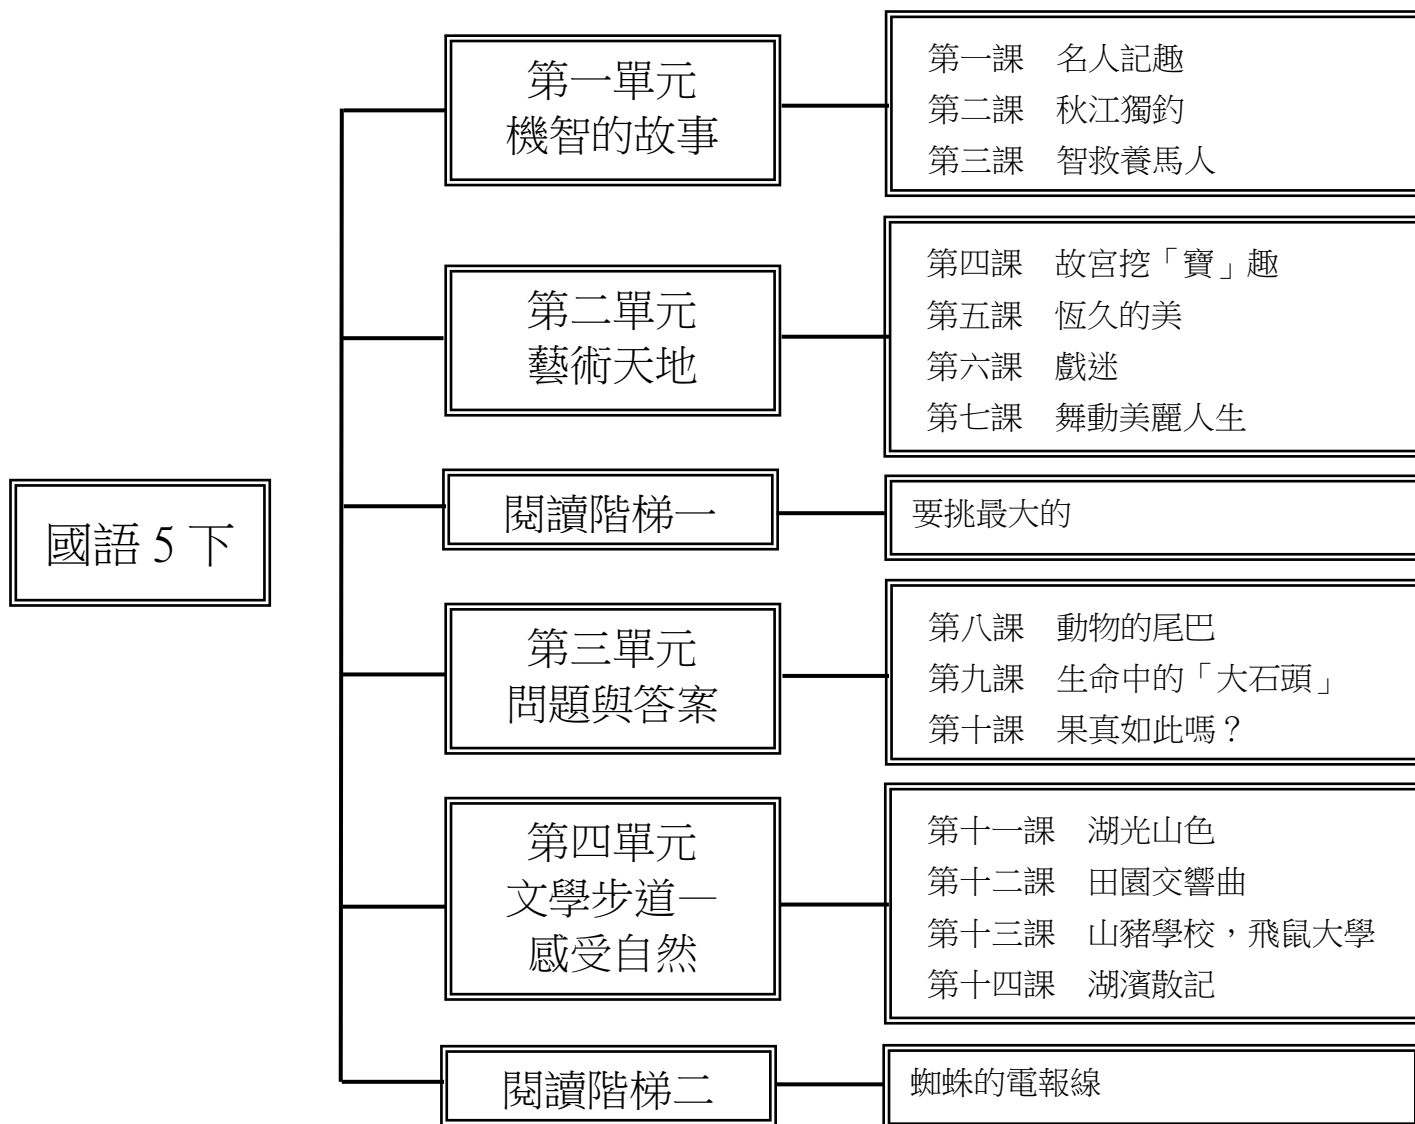 國語 5 下
第一單元
機智的故事
第一課　名人記趣
第二課　秋江獨釣
第三課　智救養馬人
第二單元
藝術天地
第四課　故宮挖「寶」趣
第五課　恆久的美
第六課　戲迷
第七課　舞動美麗人生
閱讀階梯一
要挑最大的
第三單元
問題與答案
第八課　動物的尾巴
第九課　生命中的「大石頭」
第十課　果真如此嗎？
第四單元
文學步道—
感受自然
第十一課　湖光山色
第十二課　田園交響曲
第十三課　山豬學校，飛鼠大學
第十四課　湖濱散記
閱讀階梯二
蜘蛛的電報線